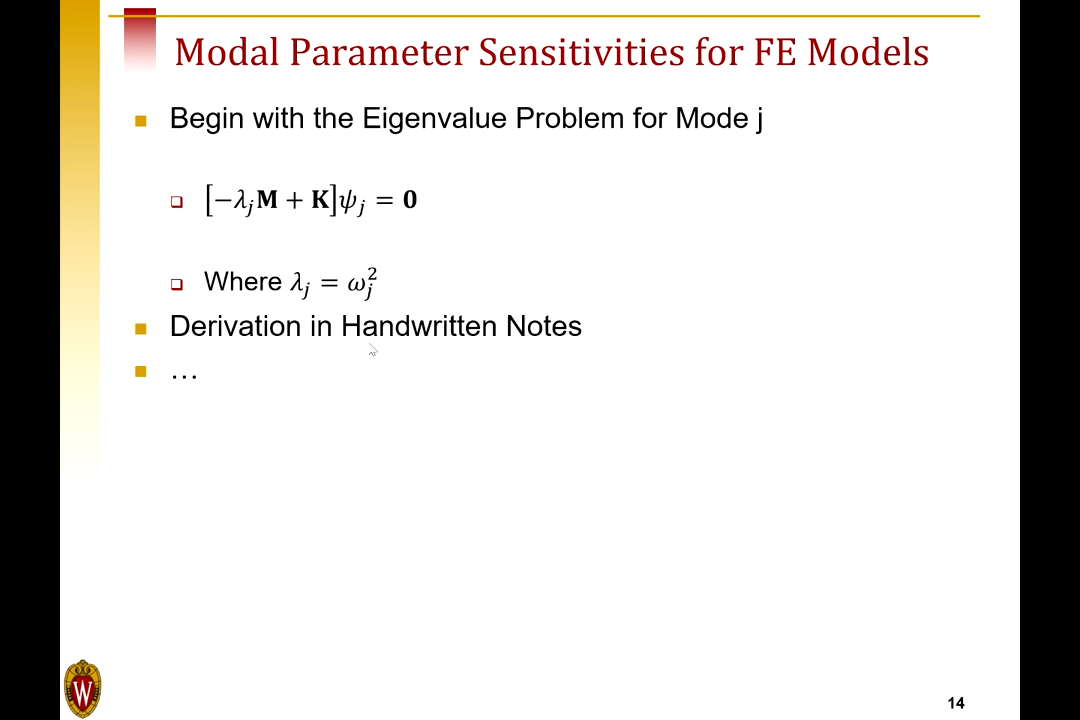 Modal Parameter Sensitivities for FE Models
Begin with the Eigenvalue Problem for Mode j
[−λⱼ𝐌 + 𝐊]ψⱼ = 𝟎
Where λⱼ = ωⱼ²
Derivation in Handwritten Notes
…
W
14